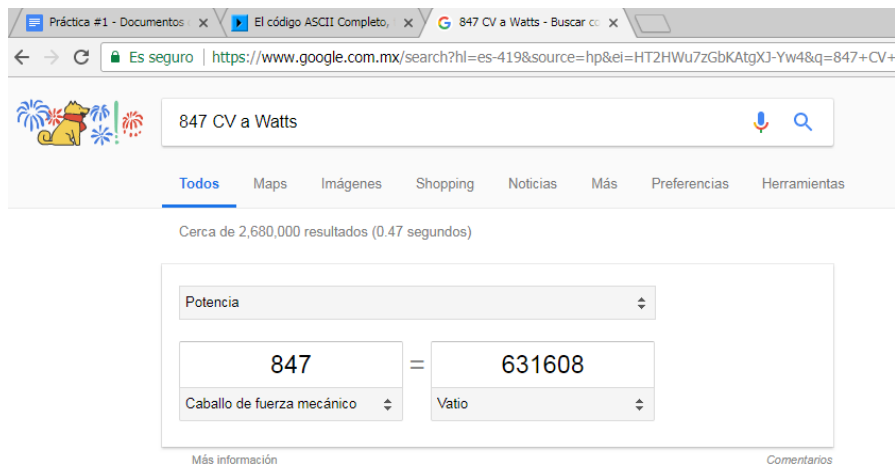 Práctica #1 - Documentos
El código ASCII Completo,
847 CV a Watts - Buscar co
Es seguro | https://www.google.com.mx/search?hl=es-419&source=hp&ei=HT2HWu7zGbKAtgXJ-Yw4&q=847+CV+
847 CV a Watts
Todos Maps Imágenes Shopping Noticias Más Preferencias Herramientas
Cerca de 2,680,000 resultados (0.47 segundos)
Potencia
847 = 631608
Caballo de fuerza mecánico Vatio
Más información Comentarios